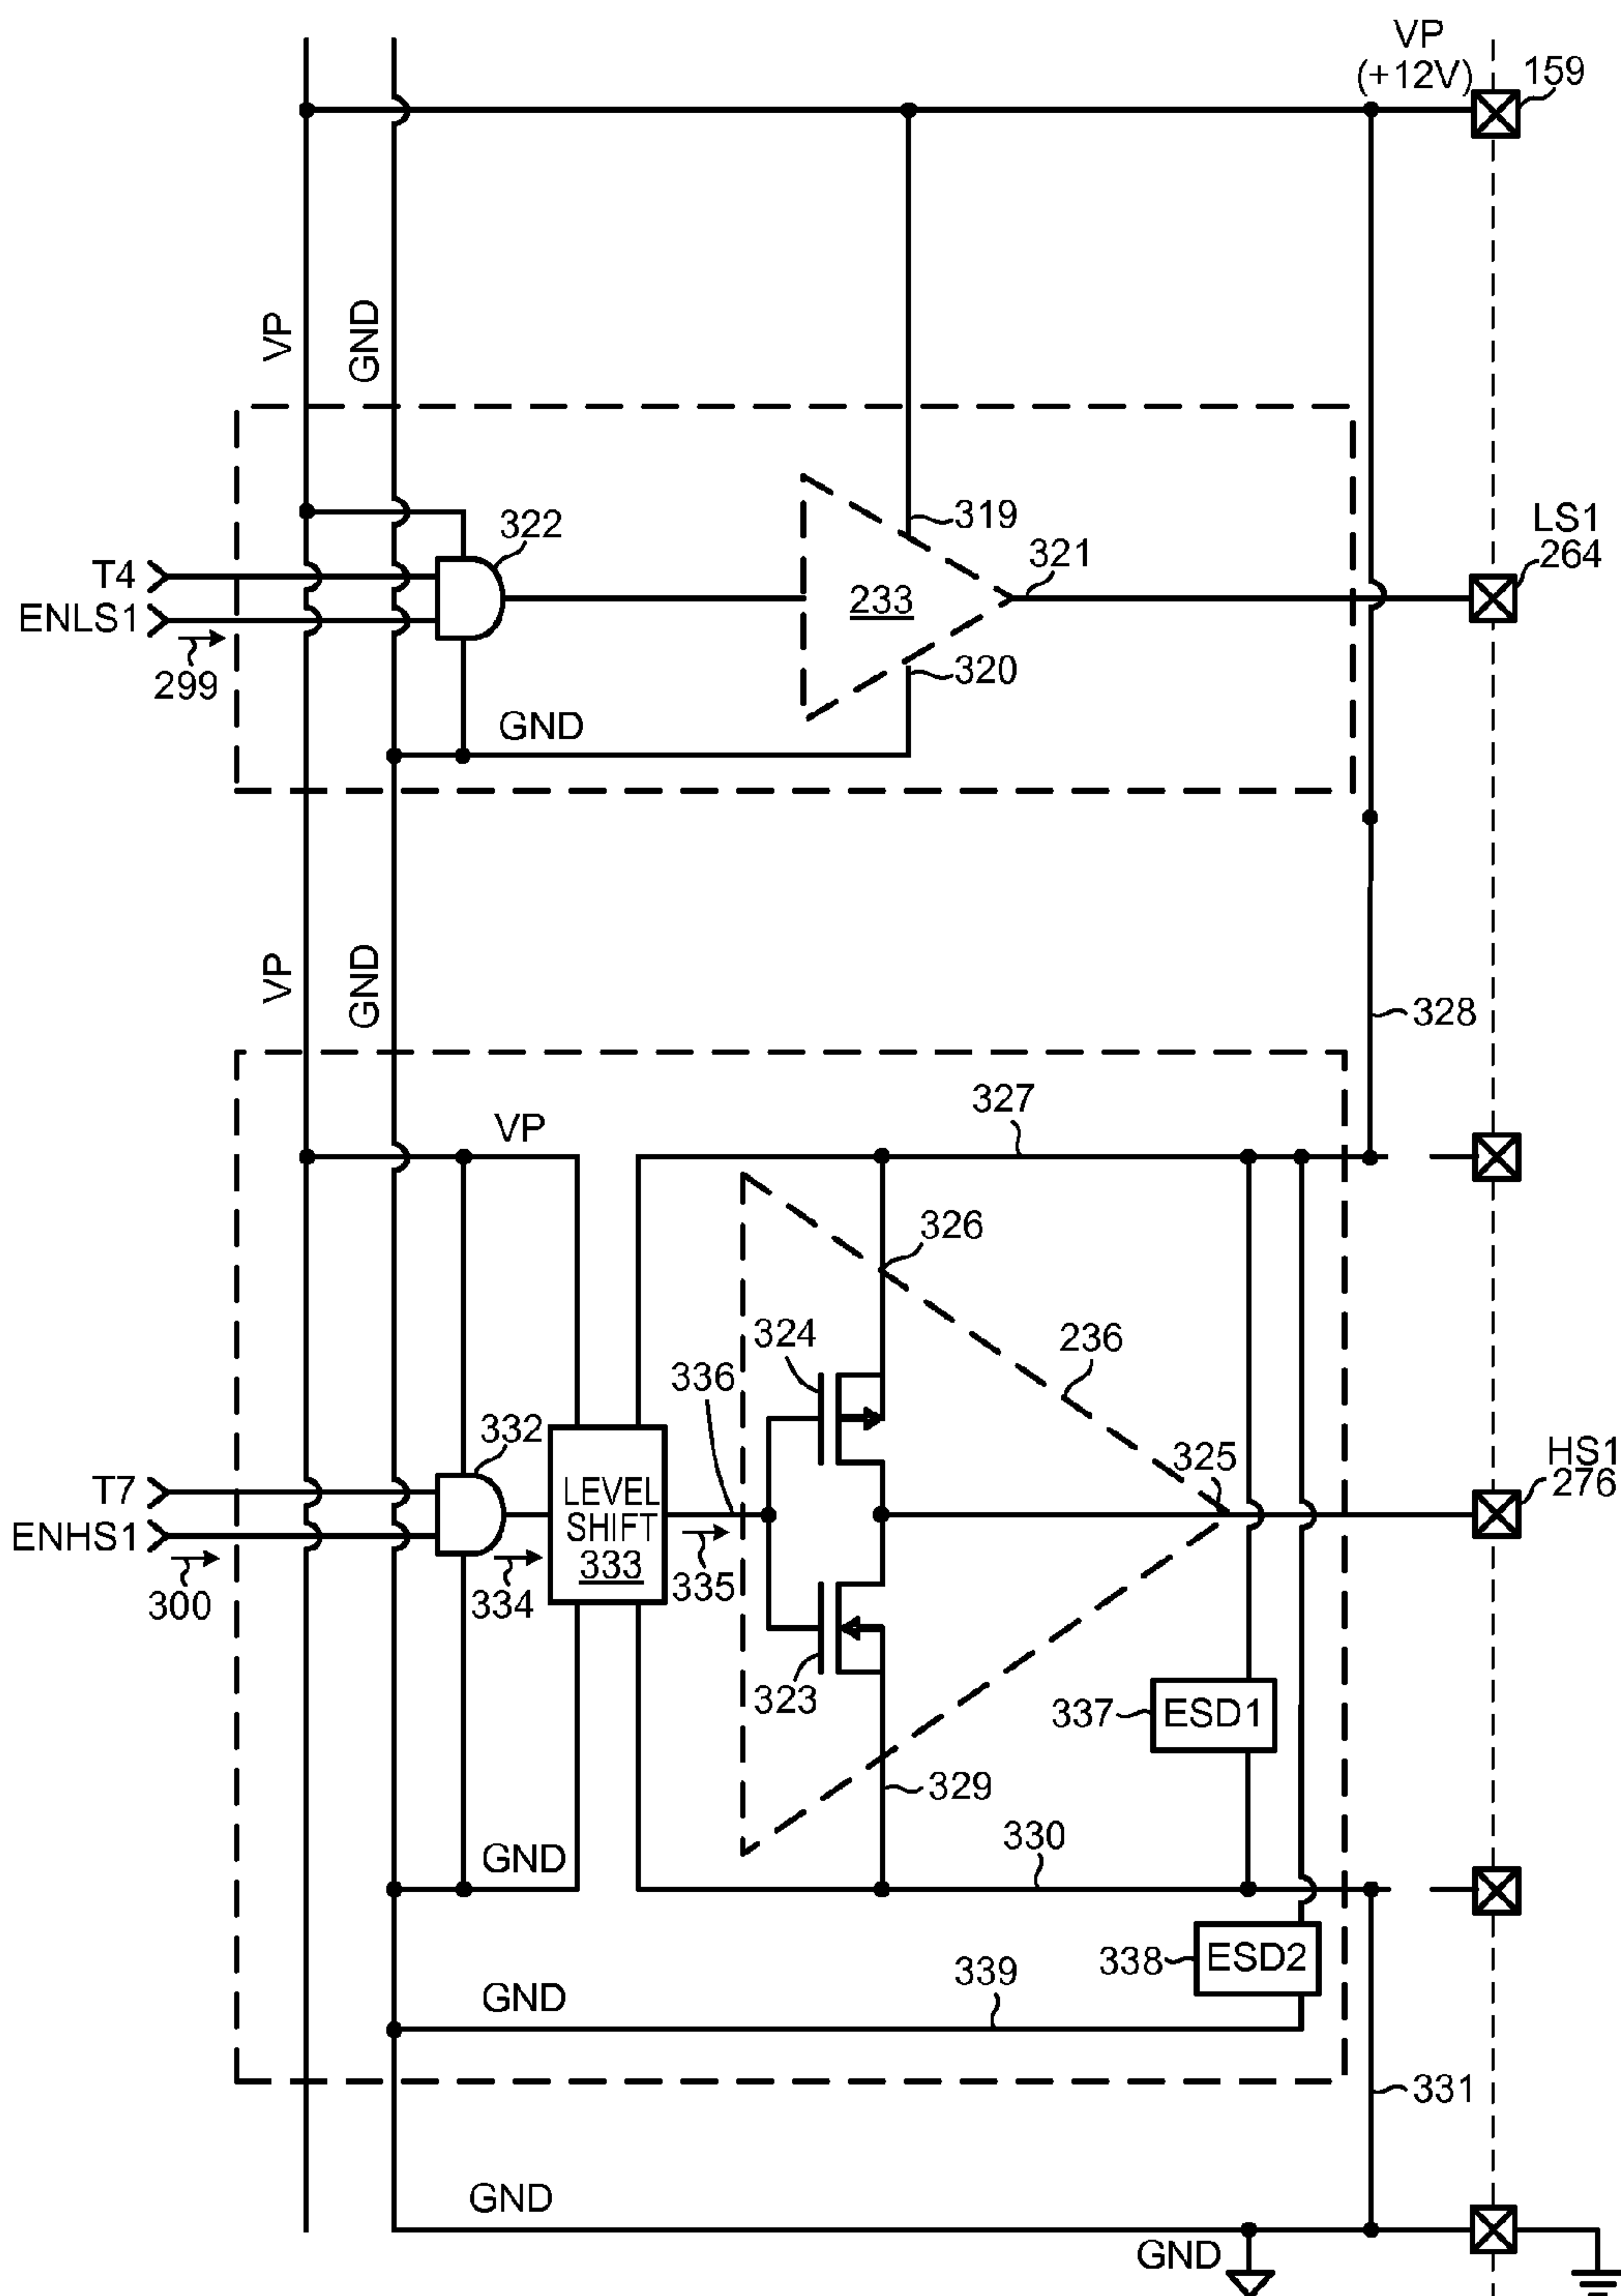 VP
(+12V)
159
VP
GND
322
319
LS1
264
T4
321
ENLS1
233
299
320
GND
VP
GND
328
327
VP
326
324
236
336
332
325
HS1
276
T7
LEVEL
SHIFT
333
ENHS1
300
334
335
323
337
ESD1
329
330
GND
338
ESD2
339
GND
331
GND
GND